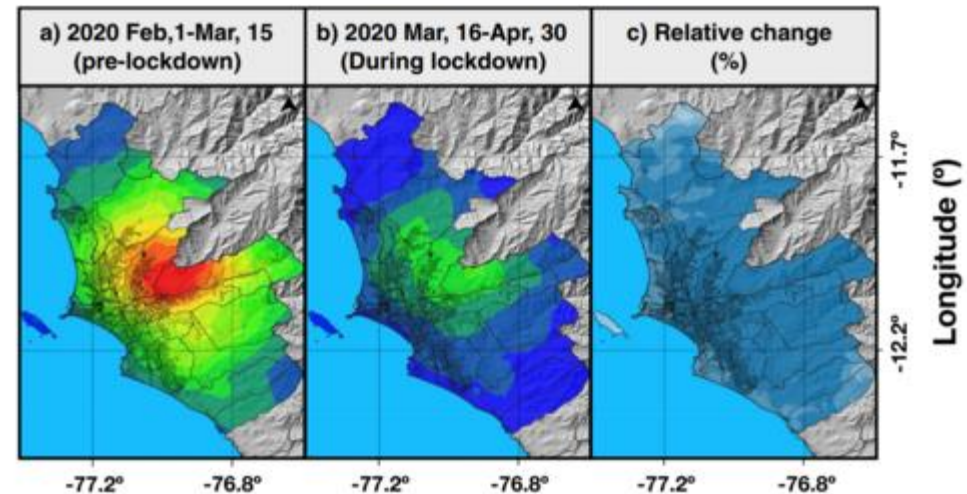 a) 2020 Feb,1-Mar, 15
(pre-lockdown)
b) 2020 Mar, 16-Apr, 30
(During lockdown)
c) Relative change
(%)
-11.7º
-12.2º
Longitude (º)
-77.2º
-76.8º
-77.2º
-76.8º
-77.2º
-76.8º